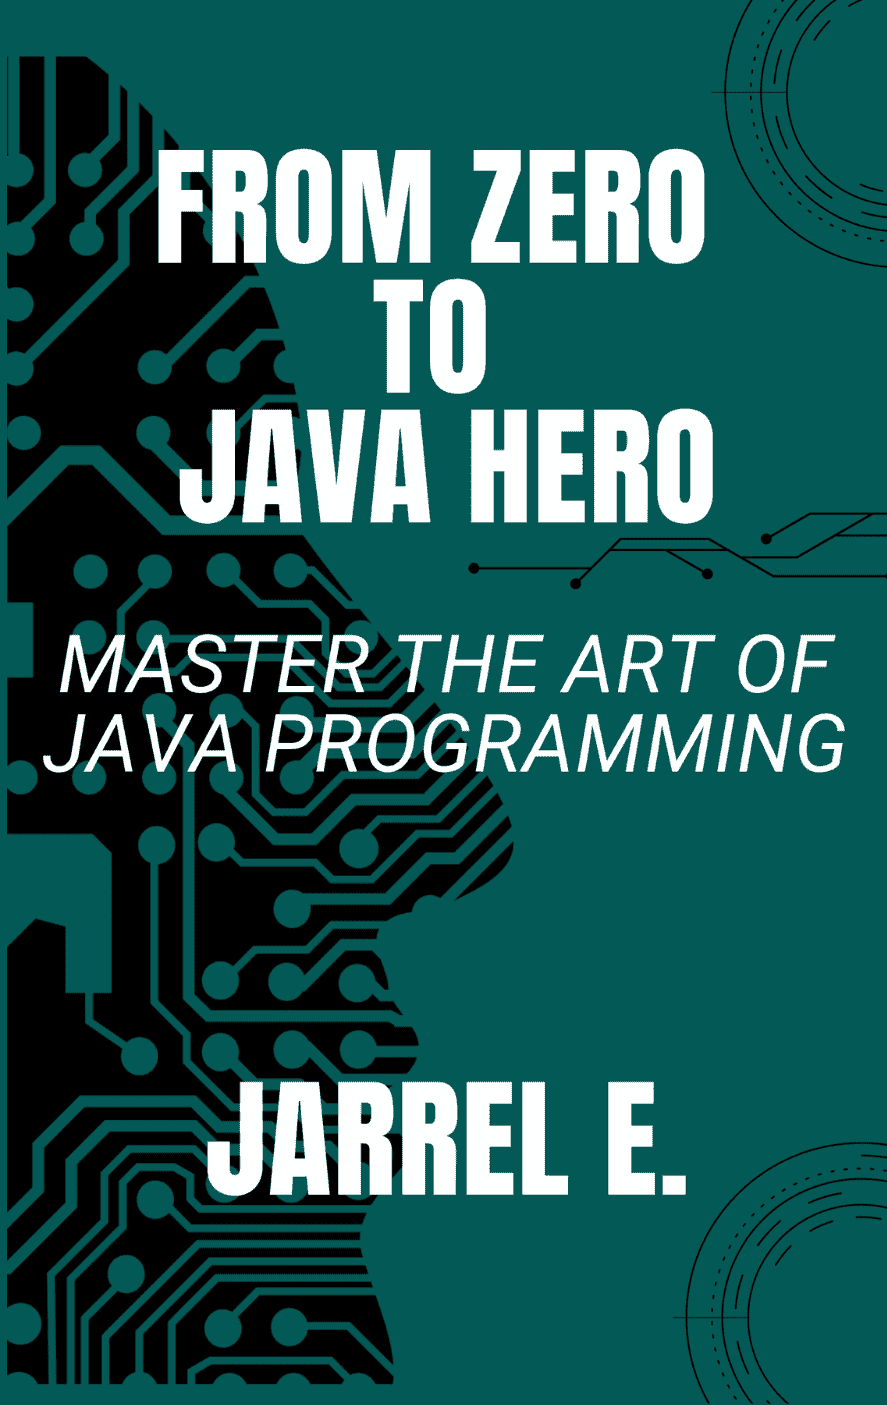 FROM ZERO
TO
JAVA HERO
MASTER THE ART OF
JAVA PROGRAMMING
JARREL E.